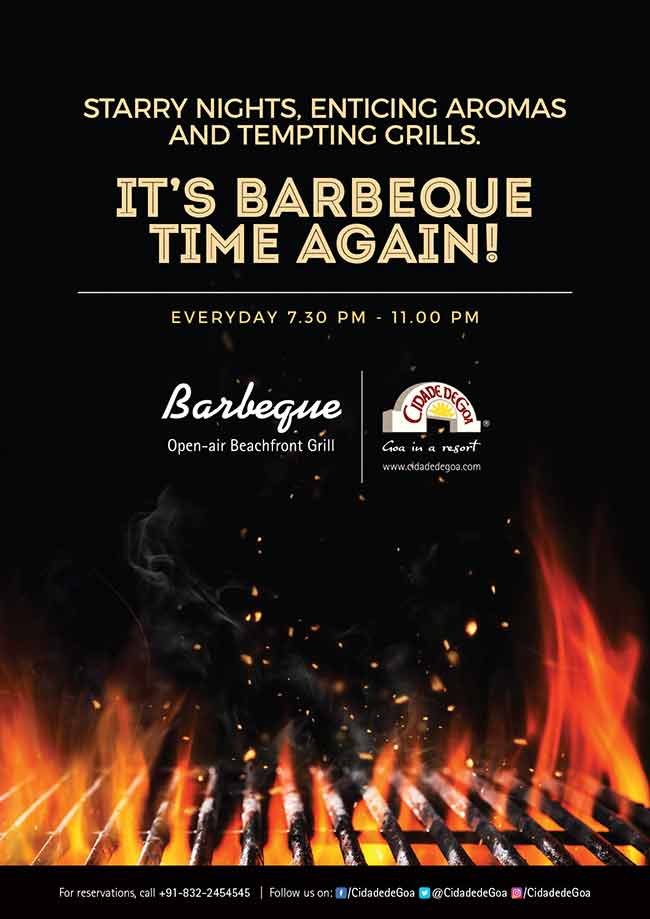 STARRY NIGHTS, ENTICING AROMAS
AND TEMPTING GRILLS.
IT'S BARBEQUE
TIME AGAIN!
EVERYDAY 7.30 PM - 11.00 PM
Barbeque
Open-air Beachfront Grill
CIDADE DE GOA
®
Goa in a resort
www.cidadedegoa.com
For reservations, call +91-832-2454545 | Follow us on: f/CidadedeGoa @CidadedeGoa /CidadedeGoa